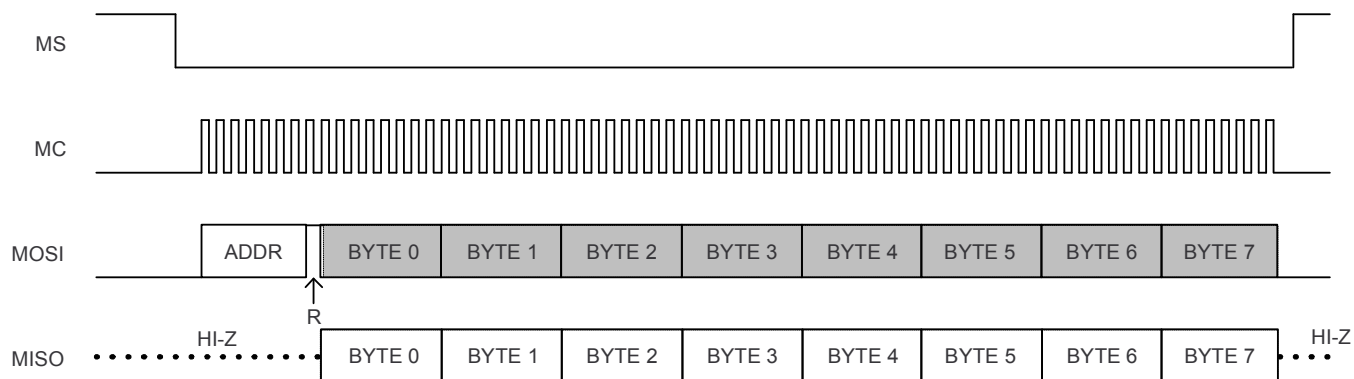 MS
MC
MOSI ADDR BYTE 0 BYTE 1 BYTE 2 BYTE 3 BYTE 4 BYTE 5 BYTE 6 BYTE 7
R
HI-Z HI-Z
MISO BYTE 0 BYTE 1 BYTE 2 BYTE 3 BYTE 4 BYTE 5 BYTE 6 BYTE 7